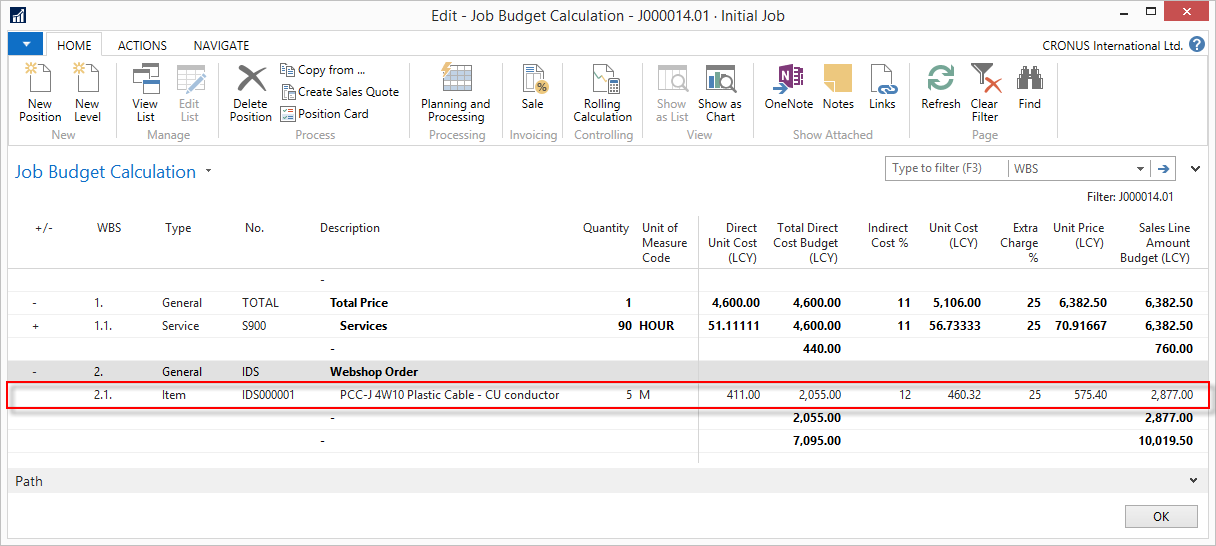 Edit - Job Budget Calculation - J000014.01 · Initial Job
HOME ACTIONS NAVIGATE CRONUS International Ltd. ?
New Position
New Level
New
View List
Edit List
Manage
Delete Position
Copy from ...
Create Sales Quote
Position Card
Process
Planning and Processing
Processing
Sale
Invoicing
Rolling Calculation
Controlling
Show as List
Show as Chart
View
OneNote
Notes
Links
Show Attached
Refresh
Clear Filter
Find
Page
Job Budget Calculation
Type to filter (F3) WBS
Filter: J000014.01
+/- WBS Type No. Description Quantity Unit of Measure Code Direct Unit Cost (LCY) Total Direct Cost Budget (LCY) Indirect Cost % Unit Cost (LCY) Extra Charge % Unit Price (LCY) Sales Line Amount Budget (LCY)
-
- 1. General TOTAL Total Price 1 4,600.00 4,600.00 11 5,106.00 25 6,382.50 6,382.50
+ 1.1. Service S900 Services 90 HOUR 51.11111 4,600.00 11 56.73333 25 70.91667 6,382.50
- 440.00 760.00
- 2. General IDS Webshop Order
2.1. Item IDS000001 PCC-J 4W10 Plastic Cable - CU conductor 5 M 411.00 2,055.00 12 460.32 25 575.40 2,877.00
- 2,055.00 2,877.00
- 7,095.00 10,019.50
Path
OK